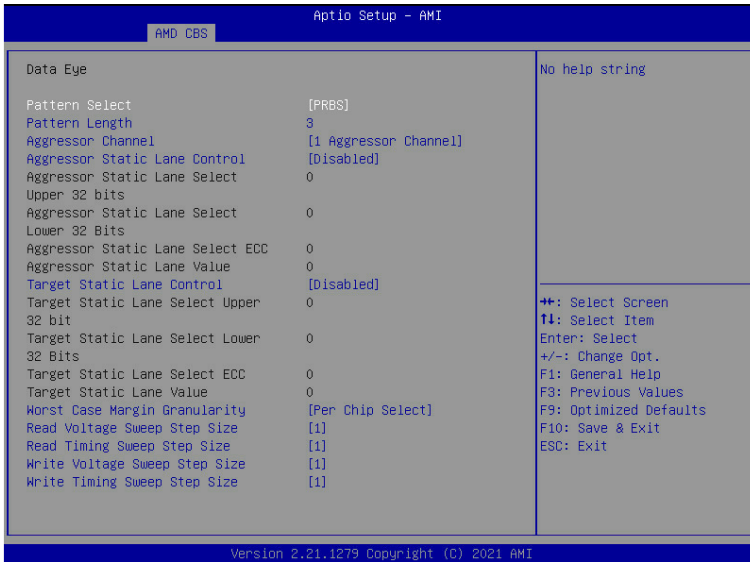 Aptio Setup – AMI
AMD CBS
Data Eye
No help string
Pattern Select [PRBS]
Pattern Length 3
Aggressor Channel [1 Aggressor Channel]
Aggressor Static Lane Control [Disabled]
Aggressor Static Lane Select 0
Upper 32 bits
Aggressor Static Lane Select 0
Lower 32 Bits
Aggressor Static Lane Select ECC 0
Aggressor Static Lane Value 0
Target Static Lane Control [Disabled]
Target Static Lane Select Upper 0
32 bit
Target Static Lane Select Lower 0
32 Bits
Target Static Lane Select ECC 0
Target Static Lane Value 0
Worst Case Margin Granularity [Per Chip Select]
Read Voltage Sweep Step Size [1]
Read Timing Sweep Step Size [1]
Write Voltage Sweep Step Size [1]
Write Timing Sweep Step Size [1]
→←: Select Screen
↑↓: Select Item
Enter: Select
+/-: Change Opt.
F1: General Help
F3: Previous Values
F9: Optimized Defaults
F10: Save & Exit
ESC: Exit
Version 2.21.1279 Copyright (C) 2021 AMI